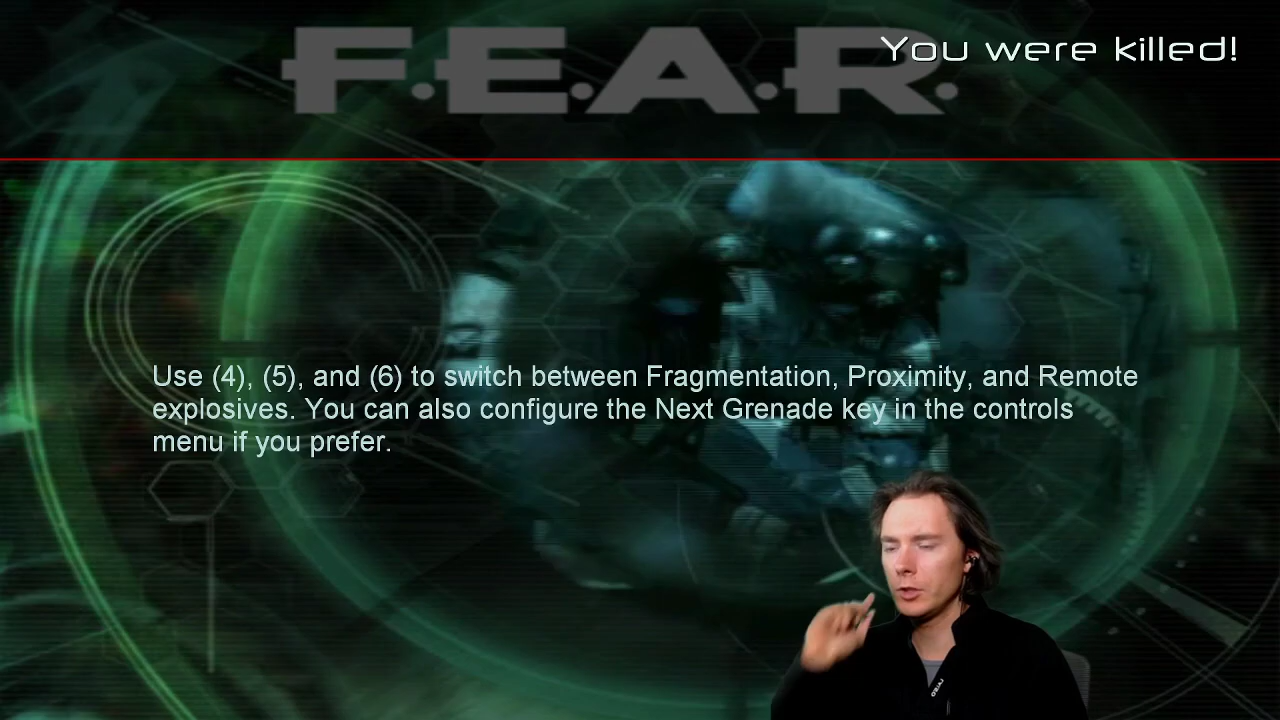 F.E.A.R.
You were killed!
Use (4), (5), and (6) to switch between Fragmentation, Proximity, and Remote
explosives. You can also configure the Next Grenade key in the controls
menu if you prefer.